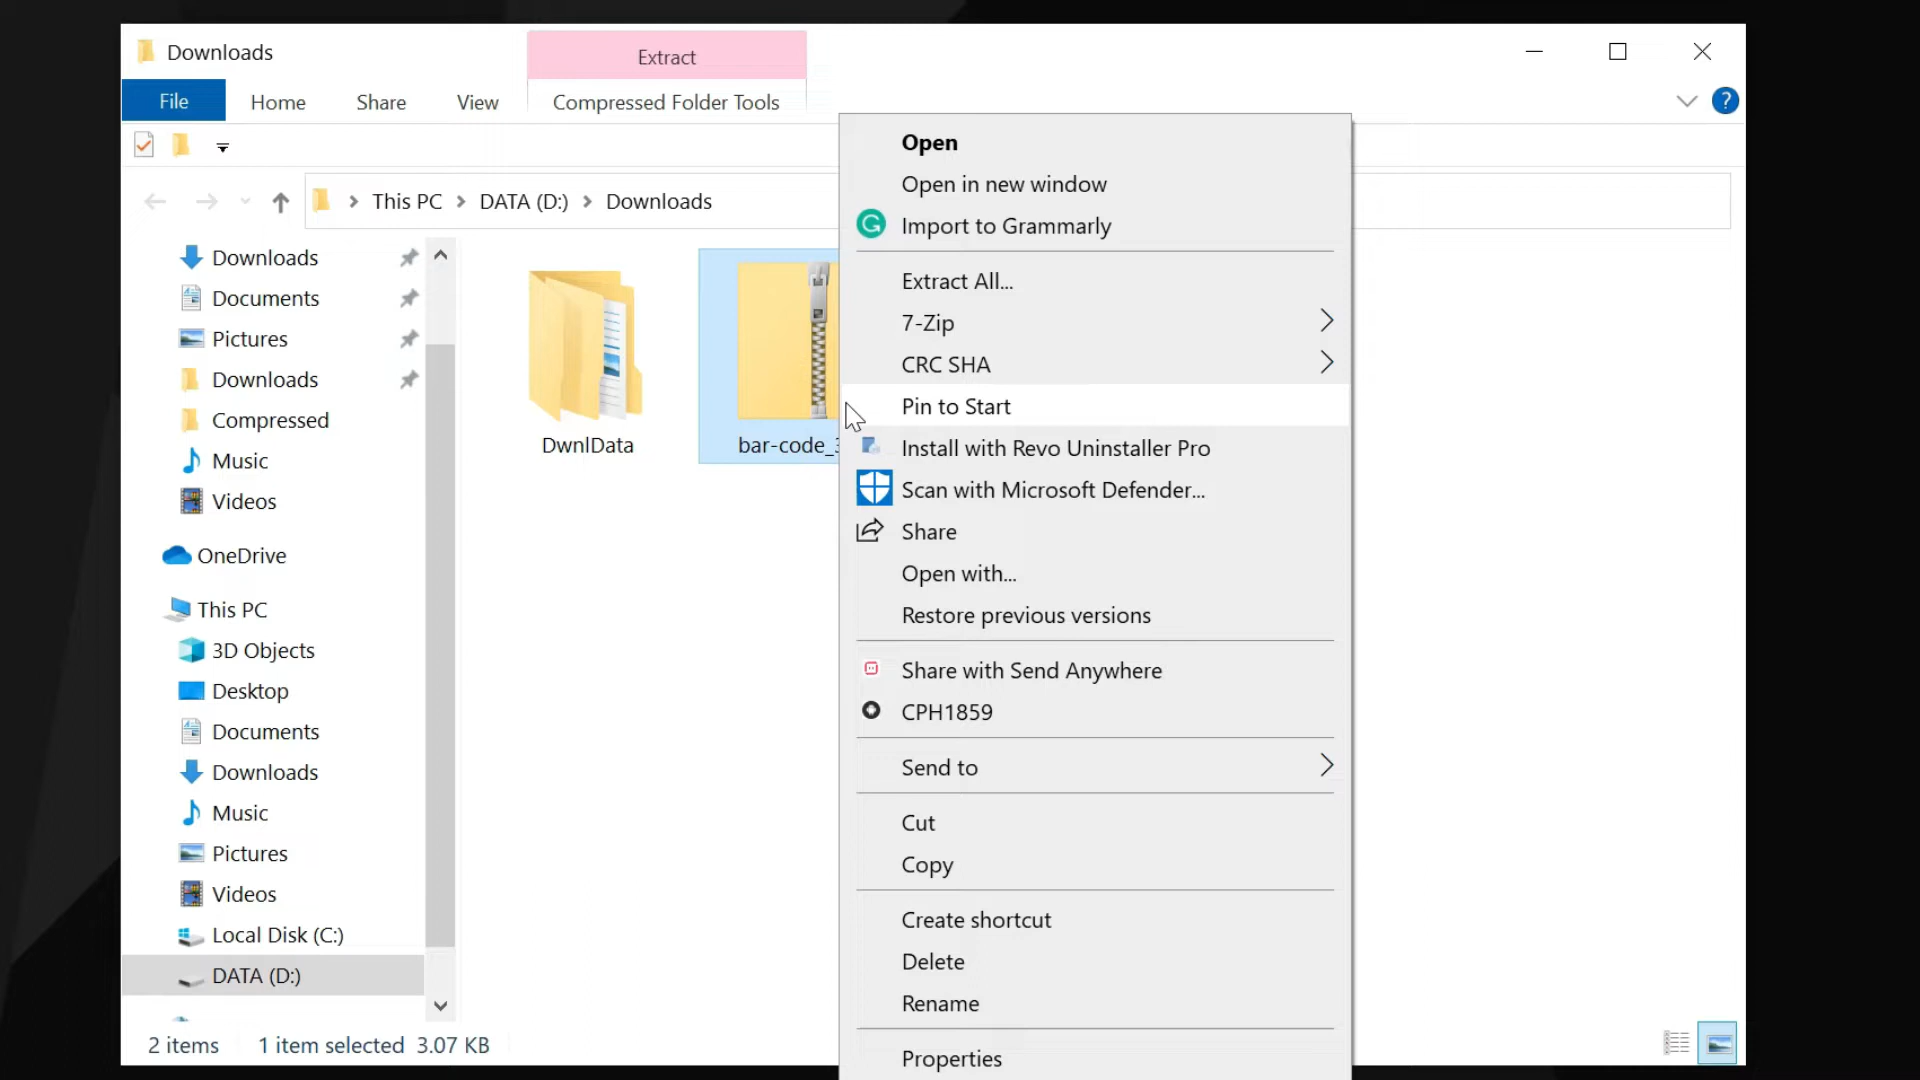 Downloads
Extract
File
Home
Share
View
Compressed Folder Tools
?
This PC
DATA (D:)
Downloads
Downloads
Documents
Pictures
Downloads
Compressed
Music
Videos
OneDrive
This PC
3D Objects
Desktop
Documents
Downloads
Music
Pictures
Videos
Local Disk (C:)
DATA (D:)
DwnlData
bar-code_
Open
Open in new window
Import to Grammarly
Extract All...
7-Zip
CRC SHA
Pin to Start
Install with Revo Uninstaller Pro
Scan with Microsoft Defender...
Share
Open with...
Restore previous versions
Share with Send Anywhere
CPH1859
Send to
Cut
Copy
Create shortcut
Delete
Rename
Properties
2 items
1 item selected 3.07 KB